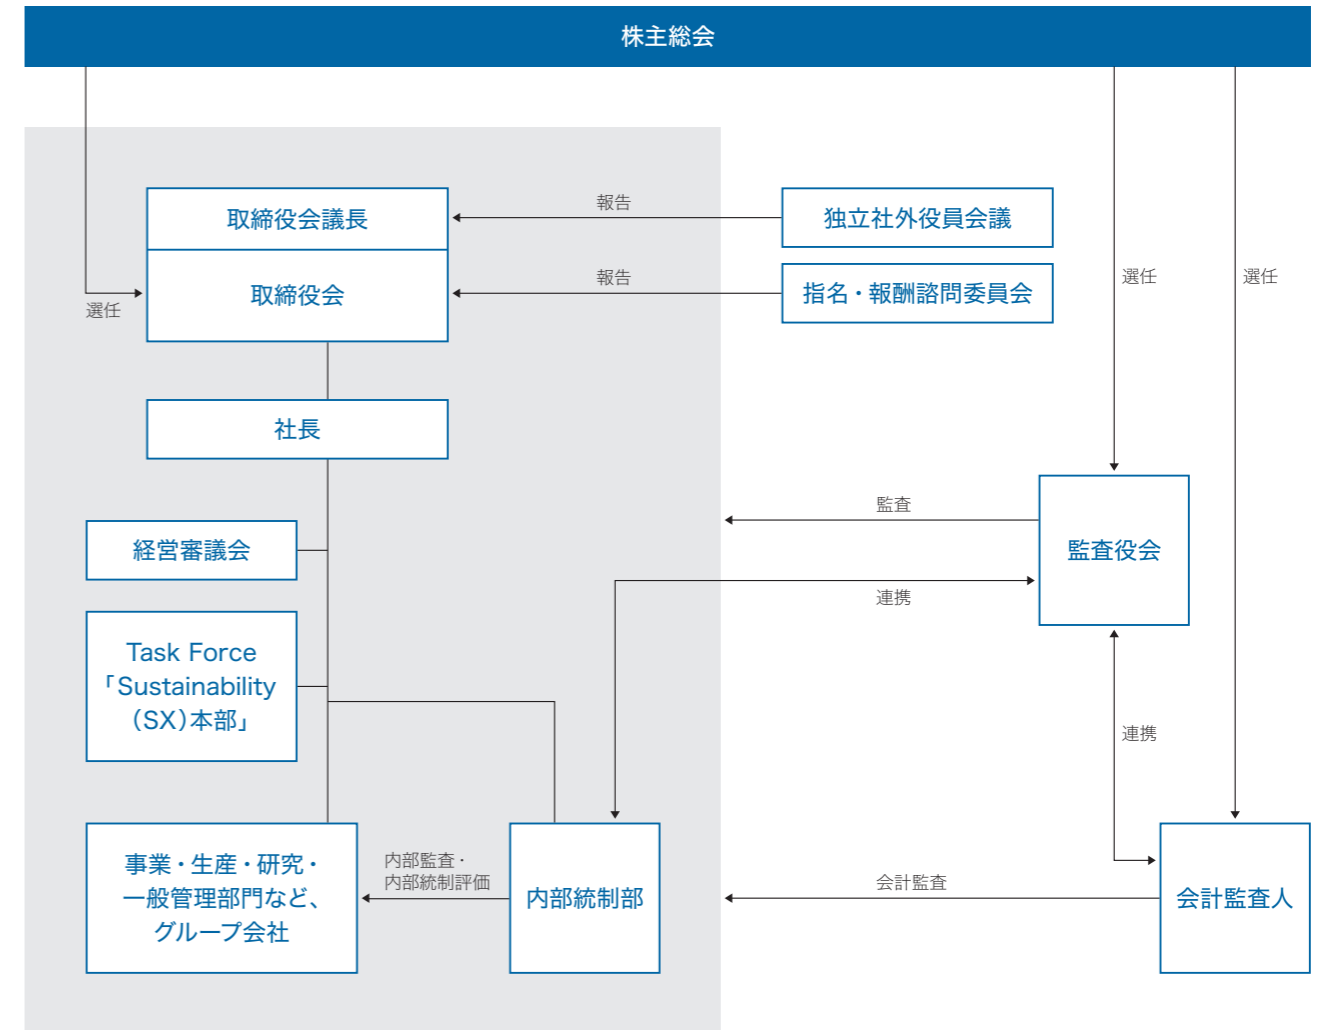 株主総会
取締役会議長
報告
独立社外役員会議
取締役会
報告
指名・報酬諮問委員会
選任
選任
選任
社長
経営審議会
監査
監査役会
連携
Task Force
「Sustainability
(SX)本部」
連携
事業・生産・研究・
一般管理部門など、
グループ会社
内部監査・
内部統制評価
内部統制部
会計監査
会計監査人